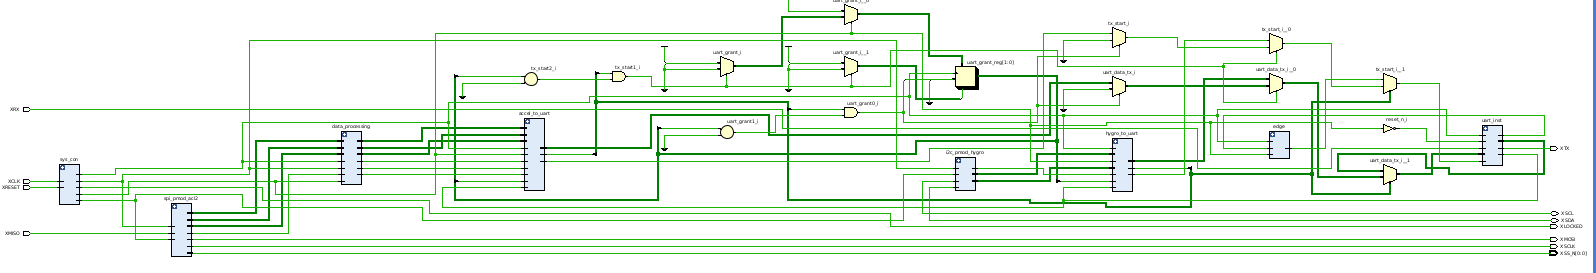 uart_grant_i__0
tx_start_i
tx_start_i__0
uart_grant_i
uart_grant_i__1
uart_grant_reg[1:0]
tx_start2_i
tx_start1_i
uart_data_tx_i
uart_data_tx_i__0
tx_start_i__1
XRX
uart_grant0_i
accel_to_uart
uart_grant1_i
reset_n_i
data_processing
hygro_to_uart
edge
uart_inst
XTX
sys_con
i2c_pmod_hygro
uart_data_tx_i__1
XCLK
XRESET
spi_pmod_acl2
XSCL
XSDA
XLOCKED
XMISO
XMOSI
XSCLK
XSS_N[0:0]